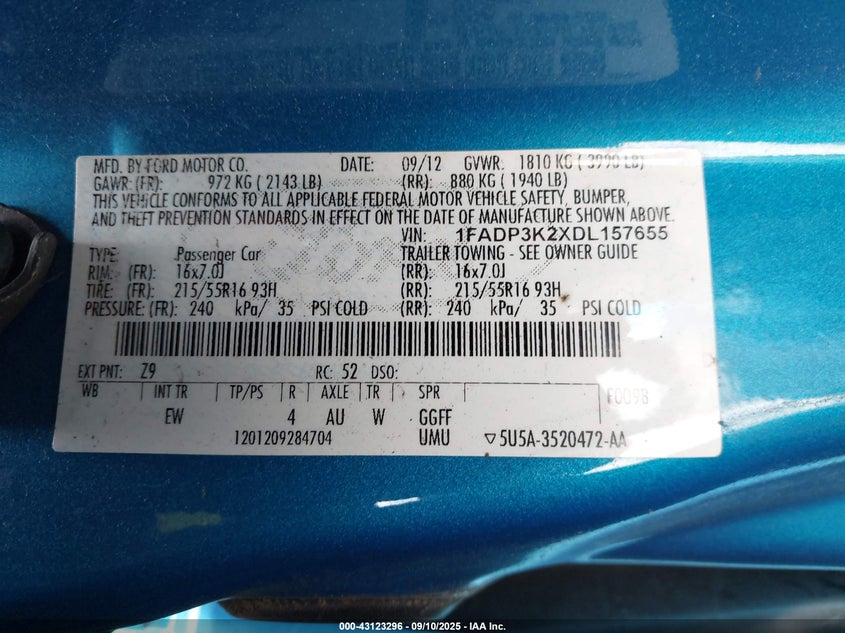 MFD. BY FORD MOTOR CO. DATE: 09/12 GVWR: 1810 KG ( 3990 LB)
GAWR: (FR): 972 KG ( 2143 LB) (RR): 880 KG ( 1940 LB)
THIS VEHICLE CONFORMS TO ALL APPLICABLE FEDERAL MOTOR VEHICLE SAFETY, BUMPER,
AND THEFT PREVENTION STANDARDS IN EFFECT ON THE DATE OF MANUFACTURE SHOWN ABOVE.
VIN: 1FADP3K2XDL157655
TYPE: Passenger Car TRAILER TOWING - SEE OWNER GUIDE
RIM: (FR): 16x7.0J (RR): 16x7.0J
TIRE: (FR): 215/55R16 93H (RR): 215/55R16 93H
PRESSURE: (FR): 240 kPa/ 35 PSI COLD (RR): 240 kPa/ 35 PSI COLD
EXT PNT: Z9 RC: 52 DSO:
WB INT TR TP/PS R AXLE TR SPR F0098
EW 4 AU W GGFF
1201209284704 UMU ▽5U5A-3520472-AA
000-43123296 - 09/10/2025 - IAA Inc.